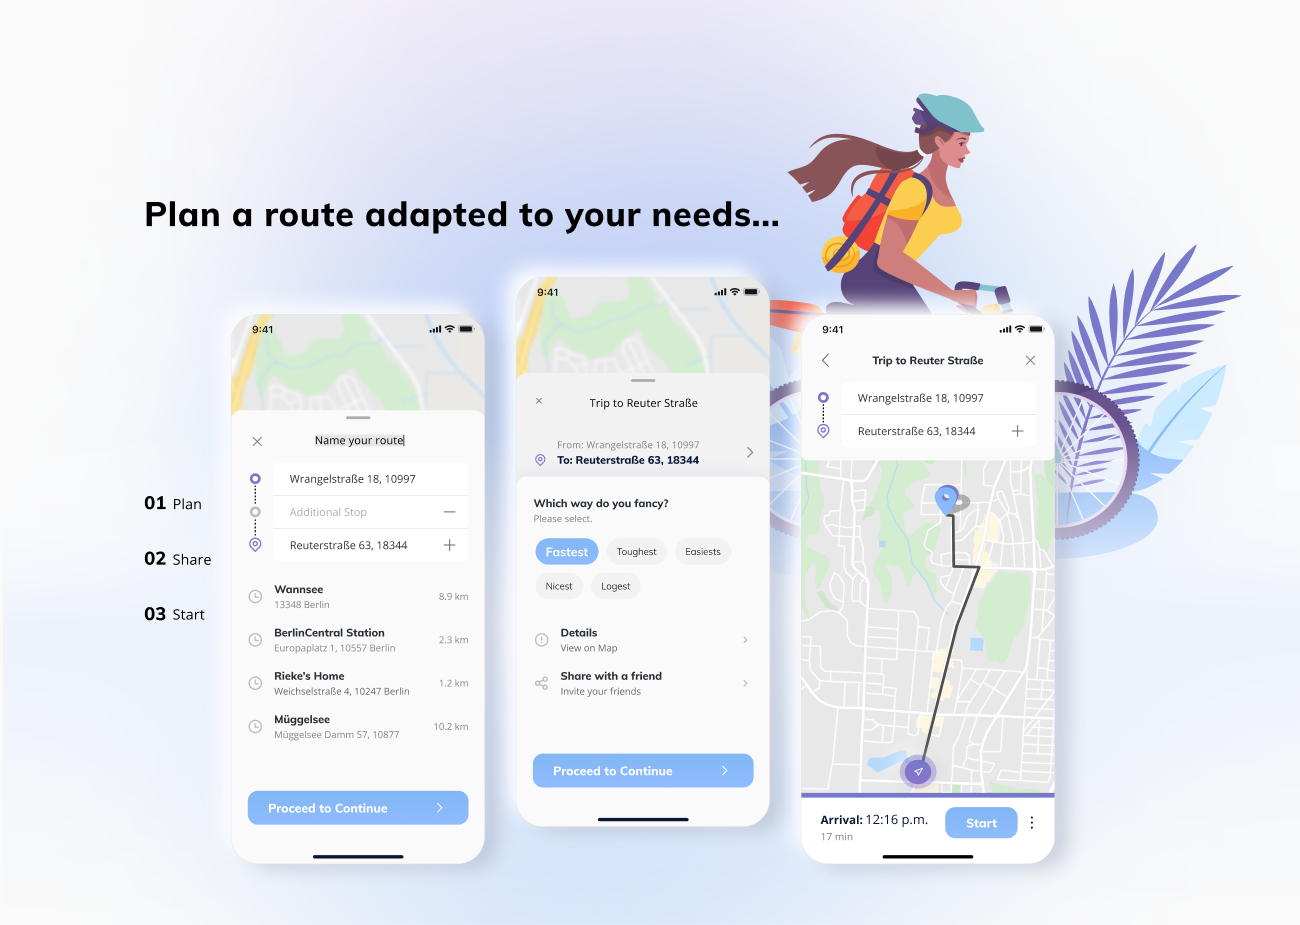 Plan a route adapted to your needs...
01 Plan
02 Share
03 Start
9:41
Name your route
Wrangelstraße 18, 10997
Additional Stop
Reuterstraße 63, 18344
Wannsee
13348 Berlin
8.9 km
BerlinCentral Station
Europaplatz 1, 10557 Berlin
2.3 km
Rieke's Home
Weichselstraße 4, 10247 Berlin
1.2 km
Müggelsee
Müggelsee Damm 57, 10877
10.2 km
Proceed to Continue
9:41
Trip to Reuter Straße
From: Wrangelstraße 18, 10997
To: Reuterstraße 63, 18344
Which way do you fancy?
Please select.
Fastest Toughest Easiests
Nicest Logest
Details
View on Map
Share with a friend
Invite your friends
Proceed to Continue
9:41
Trip to Reuter Straße
Wrangelstraße 18, 10997
Reuterstraße 63, 18344
Arrival: 12:16 p.m.
17 min
Start